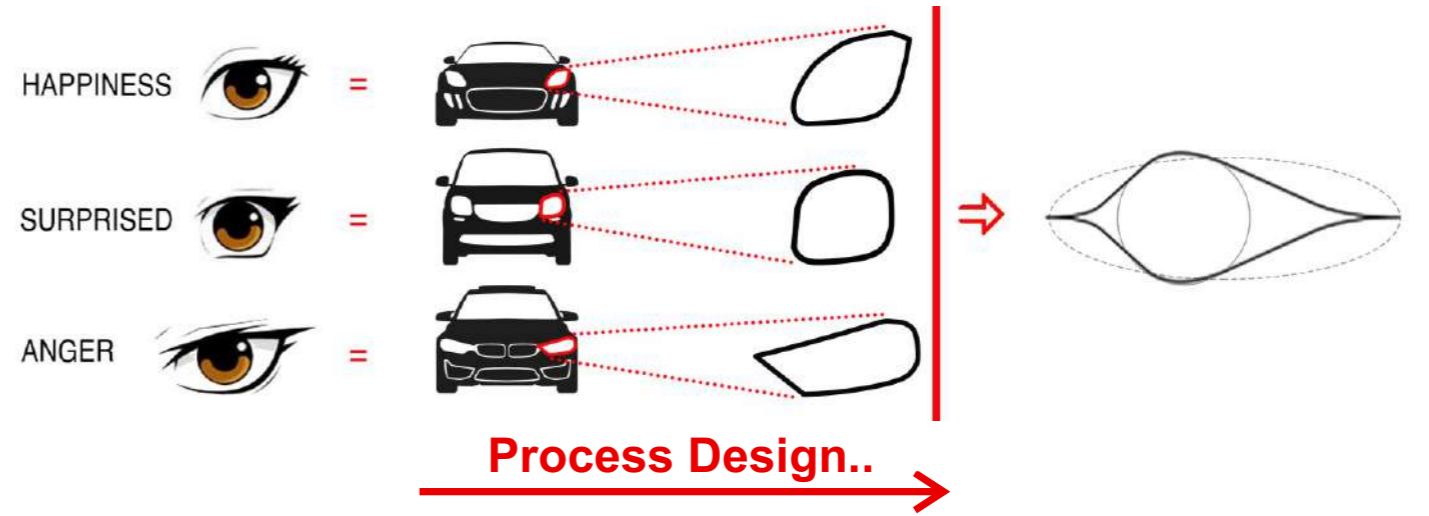 HAPPINESS =
SURPRISED =
ANGER =
Process Design..